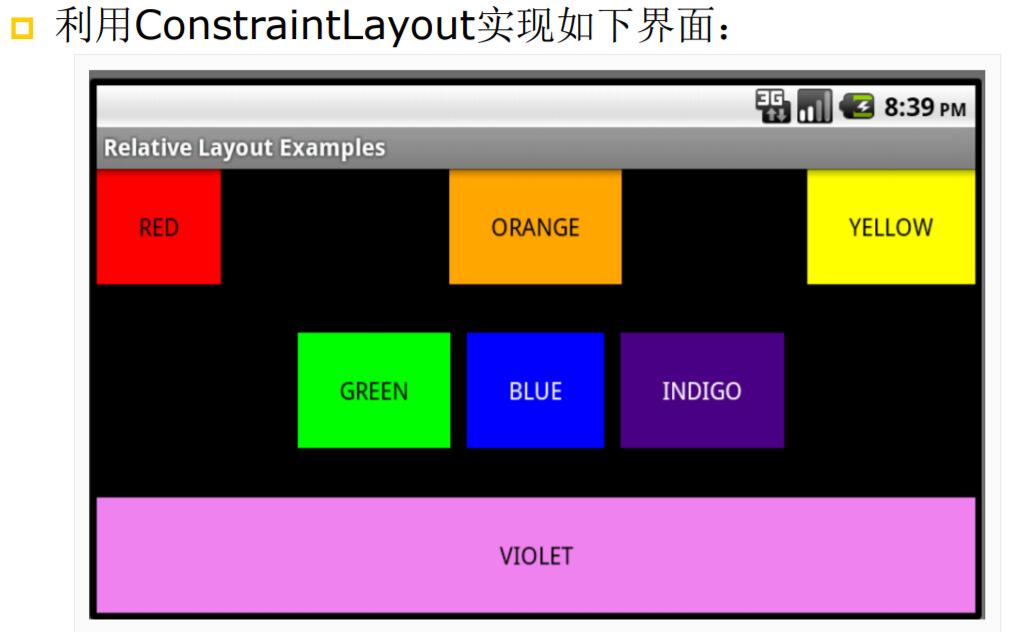 利用ConstraintLayout实现如下界面：
3G 8:39 PM
Relative Layout Examples
RED ORANGE YELLOW
GREEN BLUE INDIGO
VIOLET